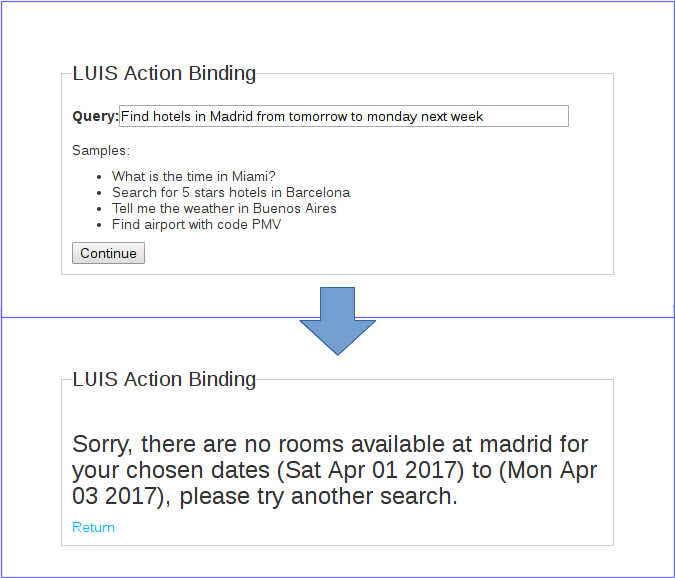 LUIS Action Binding
Query: Find hotels in Madrid from tomorrow to monday next week
Samples:
• What is the time in Miami?
• Search for 5 stars hotels in Barcelona
• Tell me the weather in Buenos Aires
• Find airport with code PMV
Continue
LUIS Action Binding
Sorry, there are no rooms available at madrid for
your chosen dates (Sat Apr 01 2017) to (Mon Apr
03 2017), please try another search.
Return